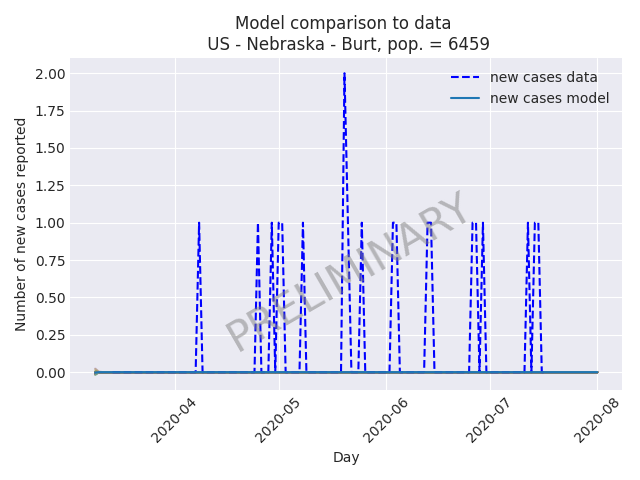 Model comparison to data
US - Nebraska - Burt, pop. = 6459
2.00
1.75
1.50
1.25
1.00
0.75
0.50
0.25
0.00
Number of new cases reported
new cases data
new cases model
PRELIMINARY
2020-04
2020-05
2020-06
2020-07
2020-08
Day